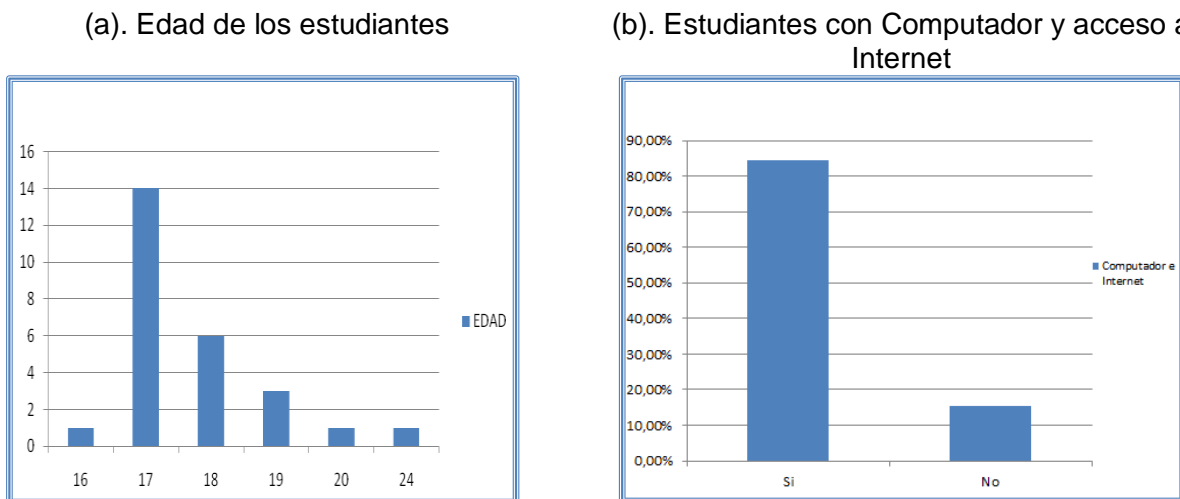 (a). Edad de los estudiantes
16
14
12
10
8
6
4
2
0
16 17 18 19 20 24
EDAD
(b). Estudiantes con Computador y acceso a
Internet
90,00%
80,00%
70,00%
60,00%
50,00%
40,00%
30,00%
20,00%
10,00%
0,00%
Si No
Computador e
Internet